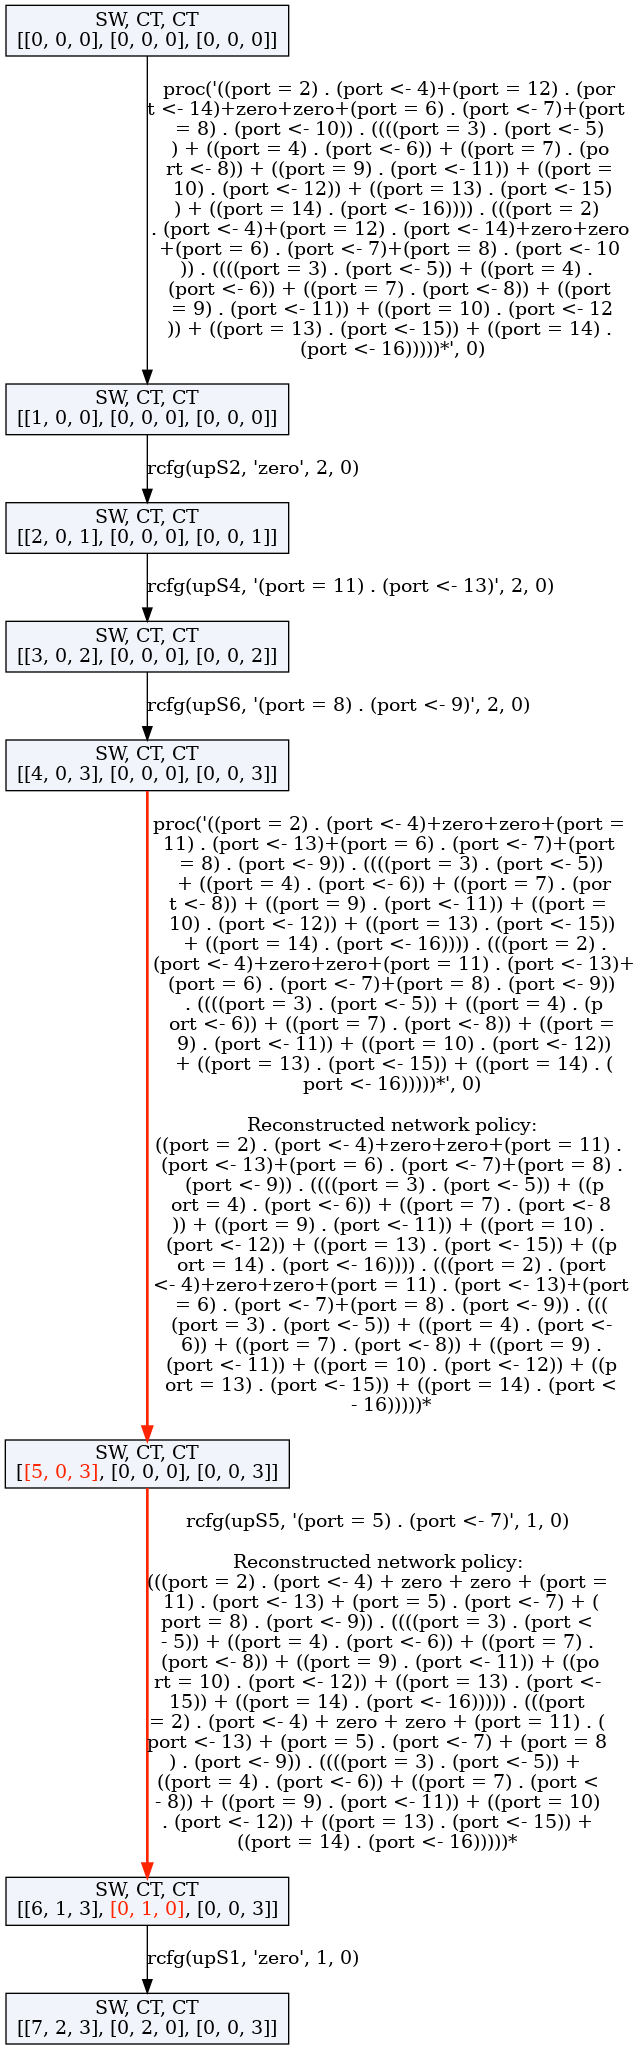 SW, CT, CT
[[0, 0, 0], [0, 0, 0], [0, 0, 0]]
proc('((port = 2) . (port <- 4)+(port = 12) . (por
t <- 14)+zero+zero+(port = 6) . (port <- 7)+(port
= 8) . (port <- 10)) . ((((port = 3) . (port <- 5)
) + ((port = 4) . (port <- 6)) + ((port = 7) . (po
rt <- 8)) + ((port = 9) . (port <- 11)) + ((port =
10) . (port <- 12)) + ((port = 13) . (port <- 15)
) + ((port = 14) . (port <- 16)))) . (((port = 2)
. (port <- 4)+(port = 12) . (port <- 14)+zero+zero
+(port = 6) . (port <- 7)+(port = 8) . (port <- 10
)) . ((((port = 3) . (port <- 5)) + ((port = 4) .
(port <- 6)) + ((port = 7) . (port <- 8)) + ((port
= 9) . (port <- 11)) + ((port = 10) . (port <- 12
)) + ((port = 13) . (port <- 15)) + ((port = 14) .
(port <- 16)))))*', 0)
SW, CT, CT
[[1, 0, 0], [0, 0, 0], [0, 0, 0]]
rcfg(upS2, 'zero', 2, 0)
SW, CT, CT
[[2, 0, 1], [0, 0, 0], [0, 0, 1]]
rcfg(upS4, '(port = 11) . (port <- 13)', 2, 0)
SW, CT, CT
[[3, 0, 2], [0, 0, 0], [0, 0, 2]]
rcfg(upS6, '(port = 8) . (port <- 9)', 2, 0)
SW, CT, CT
[[4, 0, 3], [0, 0, 0], [0, 0, 3]]
proc('((port = 2) . (port <- 4)+zero+zero+(port =
11) . (port <- 13)+(port = 6) . (port <- 7)+(port
= 8) . (port <- 9)) . ((((port = 3) . (port <- 5))
+ ((port = 4) . (port <- 6)) + ((port = 7) . (por
t <- 8)) + ((port = 9) . (port <- 11)) + ((port =
10) . (port <- 12)) + ((port = 13) . (port <- 15))
+ ((port = 14) . (port <- 16)))) . (((port = 2) .
(port <- 4)+zero+zero+(port = 11) . (port <- 13)+
(port = 6) . (port <- 7)+(port = 8) . (port <- 9))
. ((((port = 3) . (port <- 5)) + ((port = 4) . (p
ort <- 6)) + ((port = 7) . (port <- 8)) + ((port =
9) . (port <- 11)) + ((port = 10) . (port <- 12))
+ ((port = 13) . (port <- 15)) + ((port = 14) . (
port <- 16)))))*', 0)
Reconstructed network policy:
((port = 2) . (port <- 4)+zero+zero+(port = 11) .
(port <- 13)+(port = 6) . (port <- 7)+(port = 8) .
(port <- 9)) . ((((port = 3) . (port <- 5)) + ((p
ort = 4) . (port <- 6)) + ((port = 7) . (port <- 8
)) + ((port = 9) . (port <- 11)) + ((port = 10) .
(port <- 12)) + ((port = 13) . (port <- 15)) + ((p
ort = 14) . (port <- 16)))) . (((port = 2) . (port
<- 4)+zero+zero+(port = 11) . (port <- 13)+(port
= 6) . (port <- 7)+(port = 8) . (port <- 9)) . (((
(port = 3) . (port <- 5)) + ((port = 4) . (port <-
6)) + ((port = 7) . (port <- 8)) + ((port = 9) .
(port <- 11)) + ((port = 10) . (port <- 12)) + ((p
ort = 13) . (port <- 15)) + ((port = 14) . (port <
- 16)))))*
SW, CT, CT
[[5, 0, 3], [0, 0, 0], [0, 0, 3]]
rcfg(upS5, '(port = 5) . (port <- 7)', 1, 0)
Reconstructed network policy:
(((port = 2) . (port <- 4) + zero + zero + (port =
11) . (port <- 13) + (port = 5) . (port <- 7) + (
port = 8) . (port <- 9)) . ((((port = 3) . (port <
- 5)) + ((port = 4) . (port <- 6)) + ((port = 7) .
(port <- 8)) + ((port = 9) . (port <- 11)) + ((po
rt = 10) . (port <- 12)) + ((port = 13) . (port <-
15)) + ((port = 14) . (port <- 16))))) . (((port
= 2) . (port <- 4) + zero + zero + (port = 11) . (
port <- 13) + (port = 5) . (port <- 7) + (port = 8
) . (port <- 9)) . ((((port = 3) . (port <- 5)) +
((port = 4) . (port <- 6)) + ((port = 7) . (port <
- 8)) + ((port = 9) . (port <- 11)) + ((port = 10)
. (port <- 12)) + ((port = 13) . (port <- 15)) +
((port = 14) . (port <- 16)))))*
SW, CT, CT
[[6, 1, 3], [0, 1, 0], [0, 0, 3]]
rcfg(upS1, 'zero', 1, 0)
SW, CT, CT
[[7, 2, 3], [0, 2, 0], [0, 0, 3]]